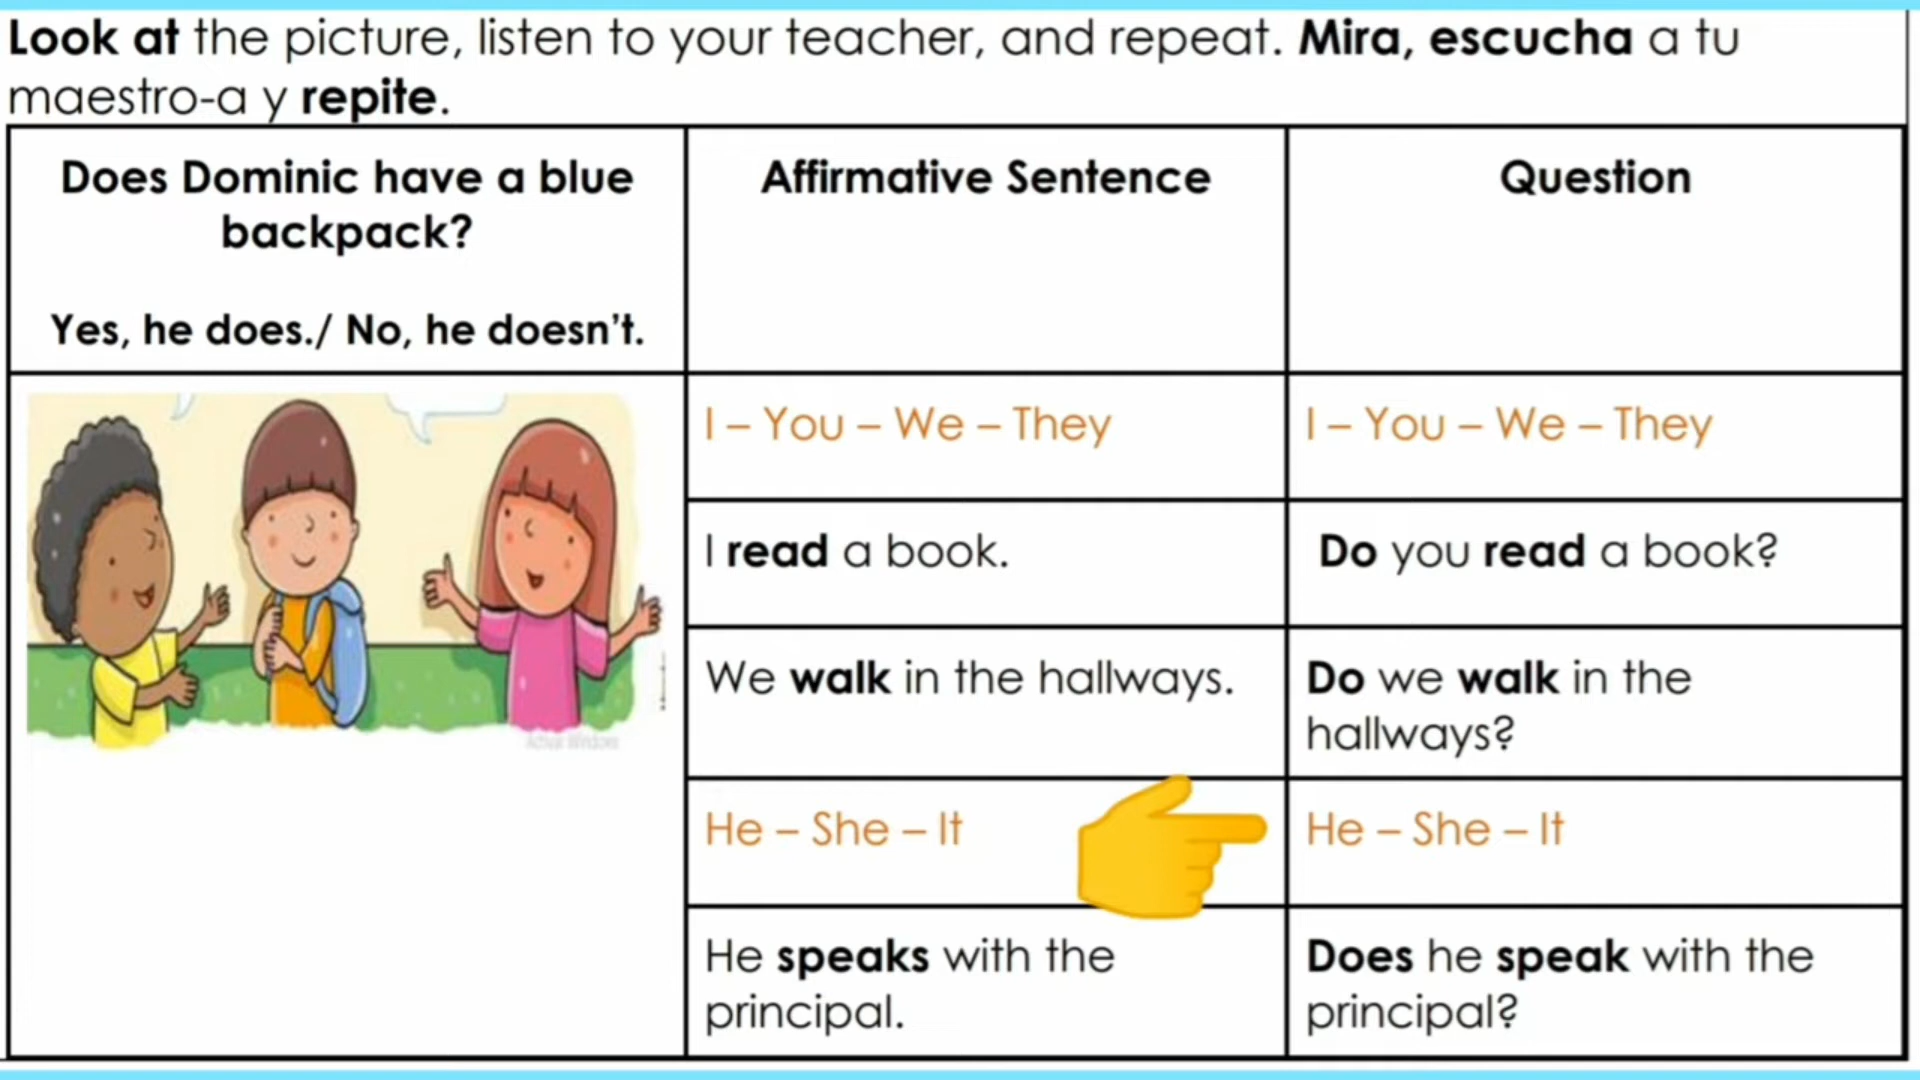 Look at the picture, listen to your teacher, and repeat. Mira, escucha a tu
maestro-a y repite.
Does Dominic have a blue
backpack?
Yes, he does./ No, he doesn't.
Affirmative Sentence
Question
I – You – We – They
I – You – We – They
I read a book.
Do you read a book?
We walk in the hallways.
Do we walk in the
hallways?
He – She – It
He – She – It
He speaks with the
principal.
Does he speak with the
principal?